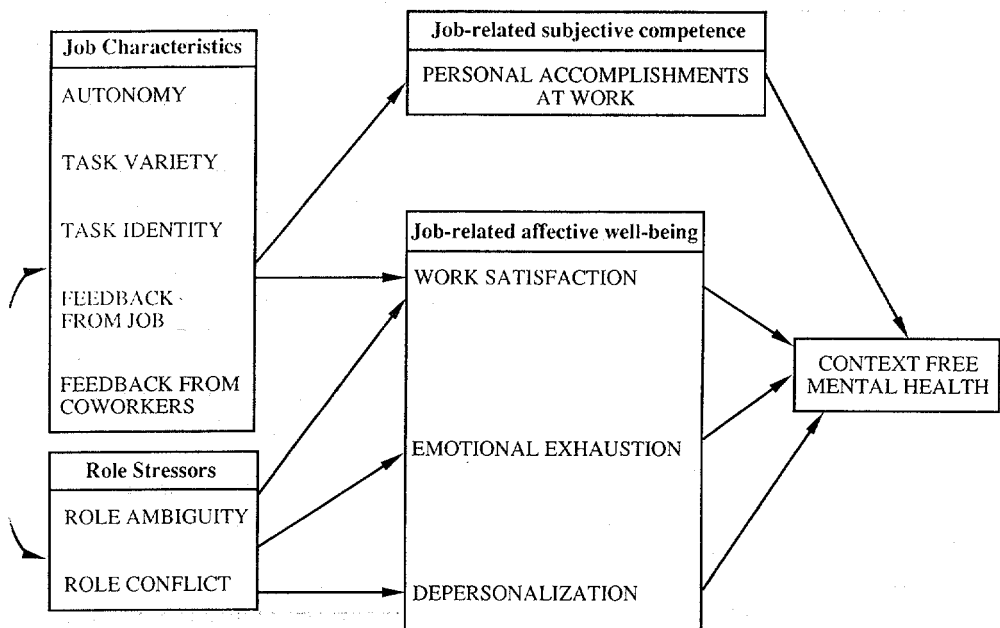 Job Characteristics
AUTONOMY
TASK VARIETY
TASK IDENTITY
FEEDBACK
FROM JOB
FEEDBACK FROM
COWORKERS
Role Stressors
ROLE AMBIGUITY
ROLE CONFLICT
Job-related subjective competence
PERSONAL ACCOMPLISHMENTS
AT WORK
Job-related affective well-being
WORK SATISFACTION
EMOTIONAL EXHAUSTION
DEPERSONALIZATION
CONTEXT FREE
MENTAL HEALTH